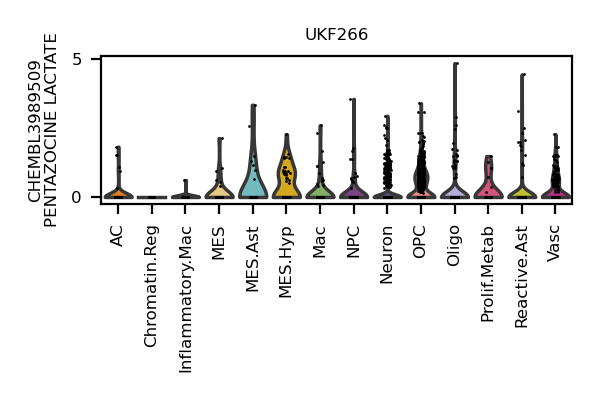 UKF266
CHEMBL3989509
PENTAZOCINE LACTATE
5
0
AC
Chromatin.Reg
Inflammatory.Mac
MES
MES.Ast
MES.Hyp
Mac
NPC
Neuron
OPC
Oligo
Prolif.Metab
Reactive.Ast
Vasc